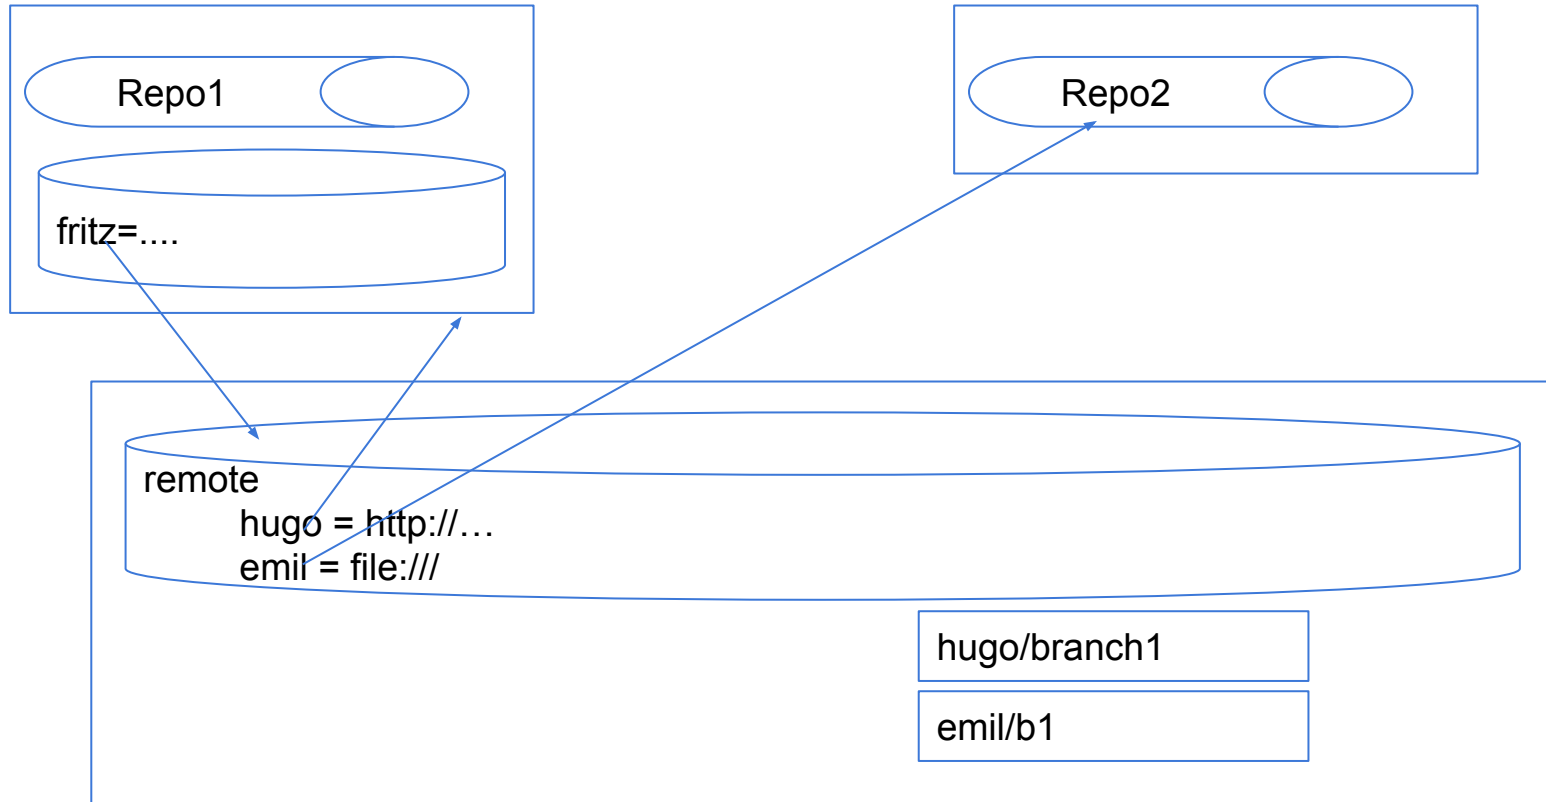 Repo1
Repo2
fritz=....
remote
hugo = http://…
emil = file:///
hugo/branch1
emil/b1